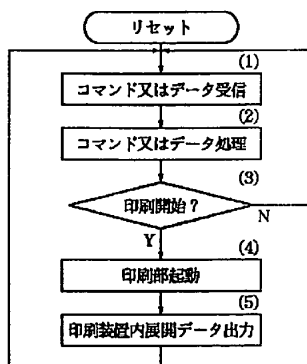 リセット
(1)
コマンド又はデータ受信
(2)
コマンド又はデータ処理
(3)
印刷開始?
N
Y
(4)
印刷部起動
(5)
印刷装置内展開データ出力